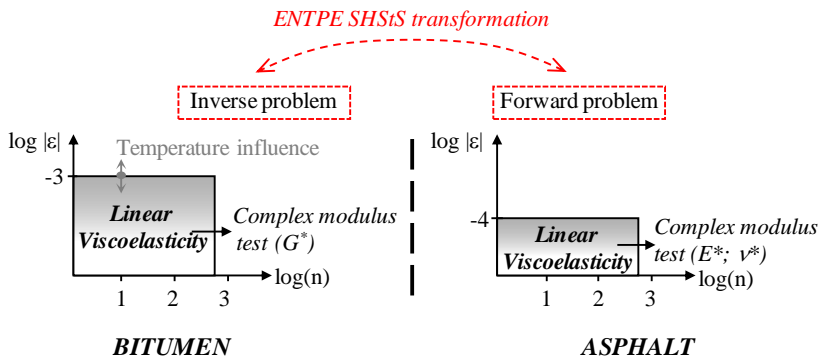 ENTPE SHStS transformation
Inverse problem
Forward problem
log |ε|
Temperature influence
-3
Linear
Viscoelasticity
Complex modulus
test (G*)
log(n)
1 2 3
BITUMEN
log |ε|
-4
Linear
Viscoelasticity
Complex modulus
test (E*; ν*)
log(n)
1 2 3
ASPHALT